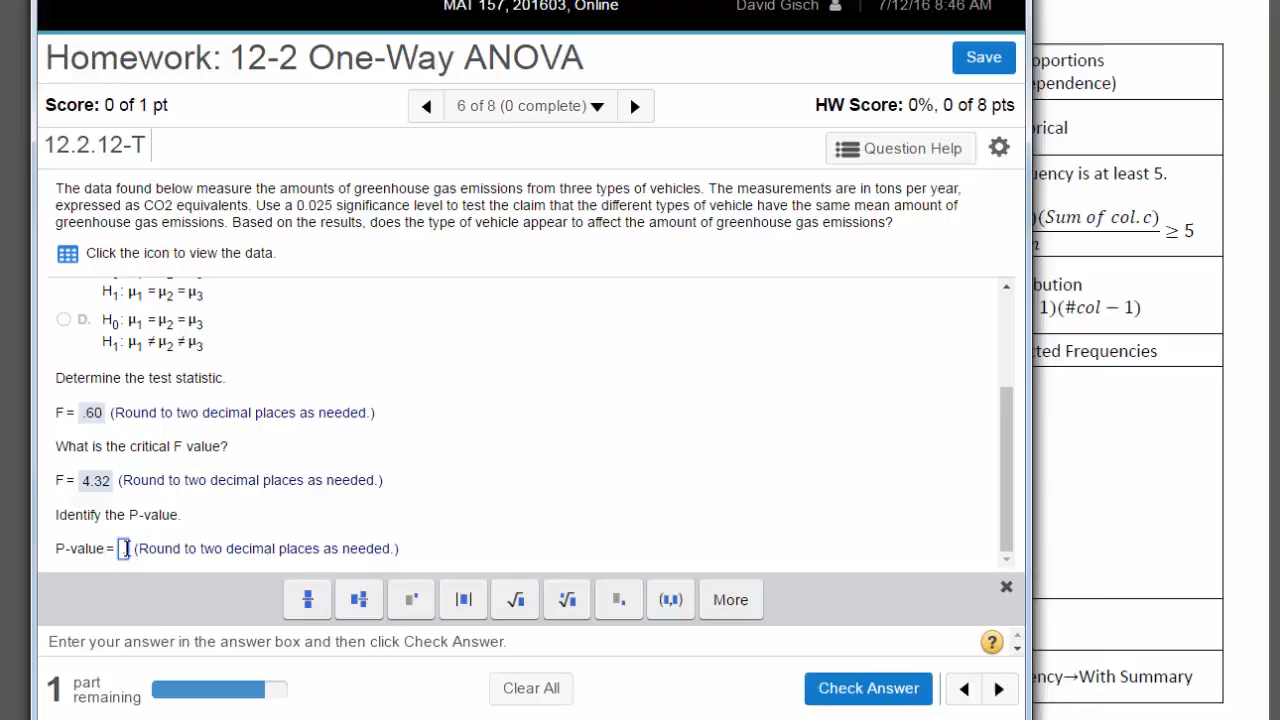 MAT 157, 201603, Online David Gisch 7/12/16 8:46 AM
Homework: 12-2 One-Way ANOVA Save
Score: 0 of 1 pt 6 of 8 (0 complete) HW Score: 0%, 0 of 8 pts
12.2.12-T Question Help
The data found below measure the amounts of greenhouse gas emissions from three types of vehicles. The measurements are in tons per year,
expressed as CO2 equivalents. Use a 0.025 significance level to test the claim that the different types of vehicle have the same mean amount of
greenhouse gas emissions. Based on the results, does the type of vehicle appear to affect the amount of greenhouse gas emissions?
Click the icon to view the data.
H₁: μ₁ = μ₂ = μ₃
D. H₀: μ₁ = μ₂ = μ₃
H₁: μ₁ ≠ μ₂ ≠ μ₃
Determine the test statistic.
F = .60 (Round to two decimal places as needed.)
What is the critical F value?
F = 4.32 (Round to two decimal places as needed.)
Identify the P-value.
P-value = (Round to two decimal places as needed.)
More
Enter your answer in the answer box and then click Check Answer.
?
1 part remaining Clear All Check Answer
oportions
ependence)
rical
uency is at least 5.
)(Sum of col.c)
n
≥ 5
bution
1)(#col − 1)
ted Frequencies
ency→With Summary